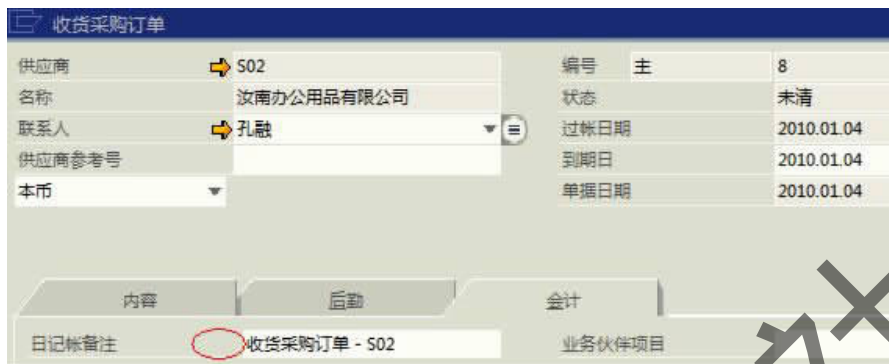 收货采购订单
供应商 S02 编号 主 8
名称 汝南办公用品有限公司 状态 未清
联系人 孔融 过帐日期 2010.01.04
供应商参考号 到期日 2010.01.04
本币 单据日期 2010.01.04
内容 后勤 会计
日记帐备注 收货采购订单 - S02 业务伙伴项目